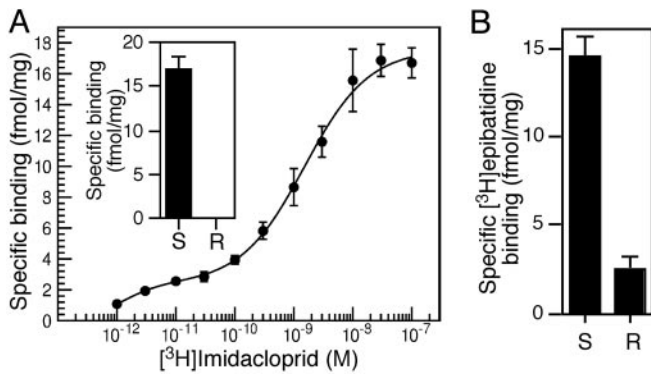 A
Specific binding (fmol/mg)
18
16
14
12
10
8
6
4
2
0
Specific binding
(fmol/mg)
20
15
10
5
0
S R
10⁻¹² 10⁻¹¹ 10⁻¹⁰ 10⁻⁹ 10⁻⁸ 10⁻⁷
[³H]Imidacloprid (M)
B
Specific [³H]epibatidine
binding (fmol/mg)
15
10
5
0
S R